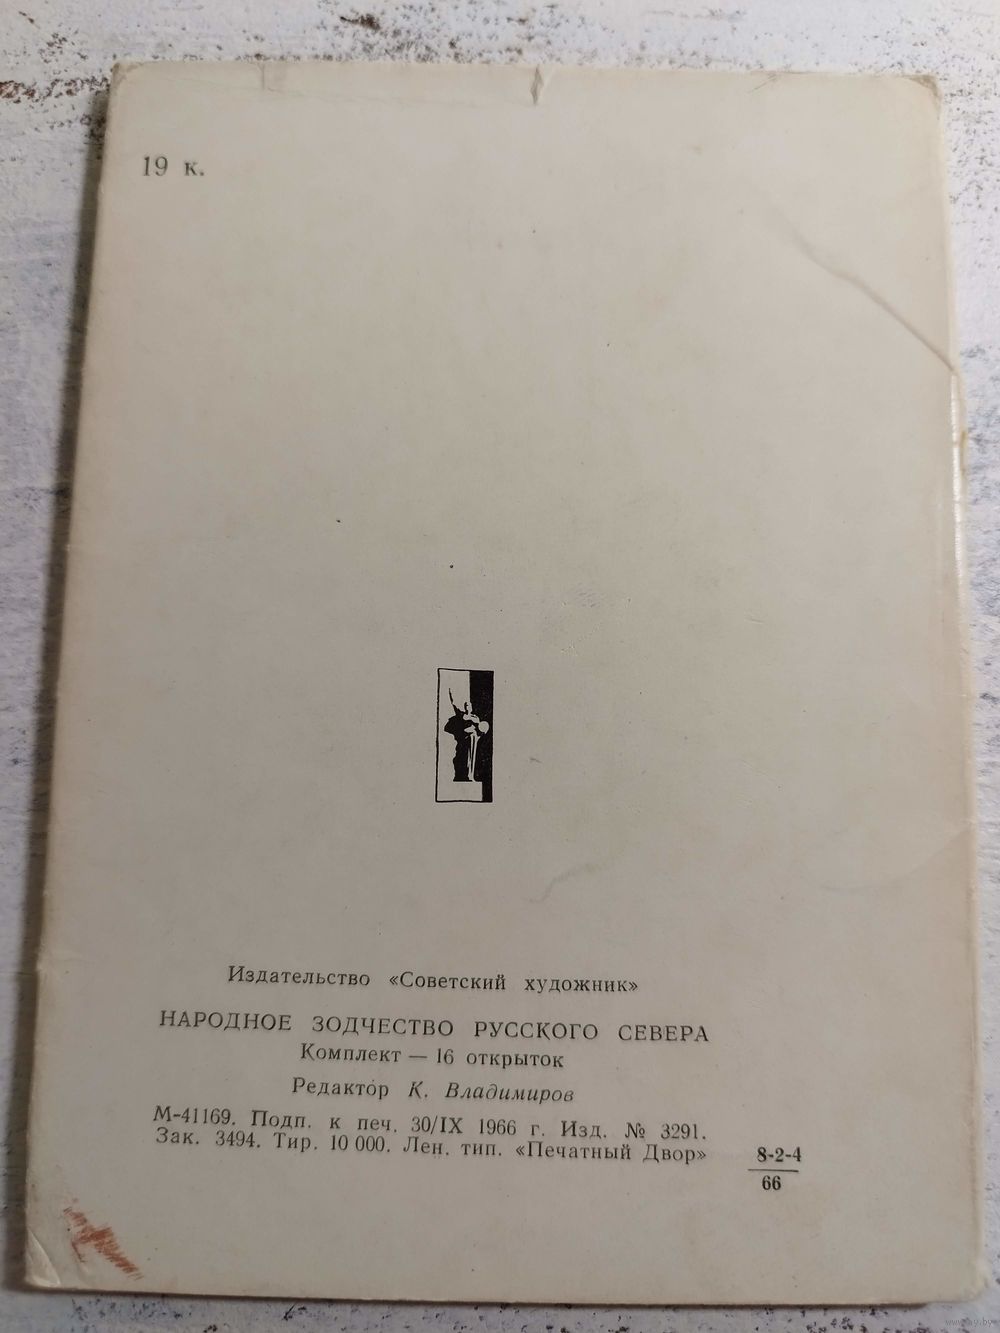 19 к.
Издательство «Советский художник»
НАРОДНОЕ ЗОДЧЕСТВО РУССКОГО СЕВЕРА
Комплект — 16 открыток
Редактор К. Владимиров
М-41169. Подп. к печ. 30/IX 1966 г. Изд. № 3291.
Зак. 3494. Тир. 10 000. Лен. тип. «Печатный Двор»
8-2-4
66